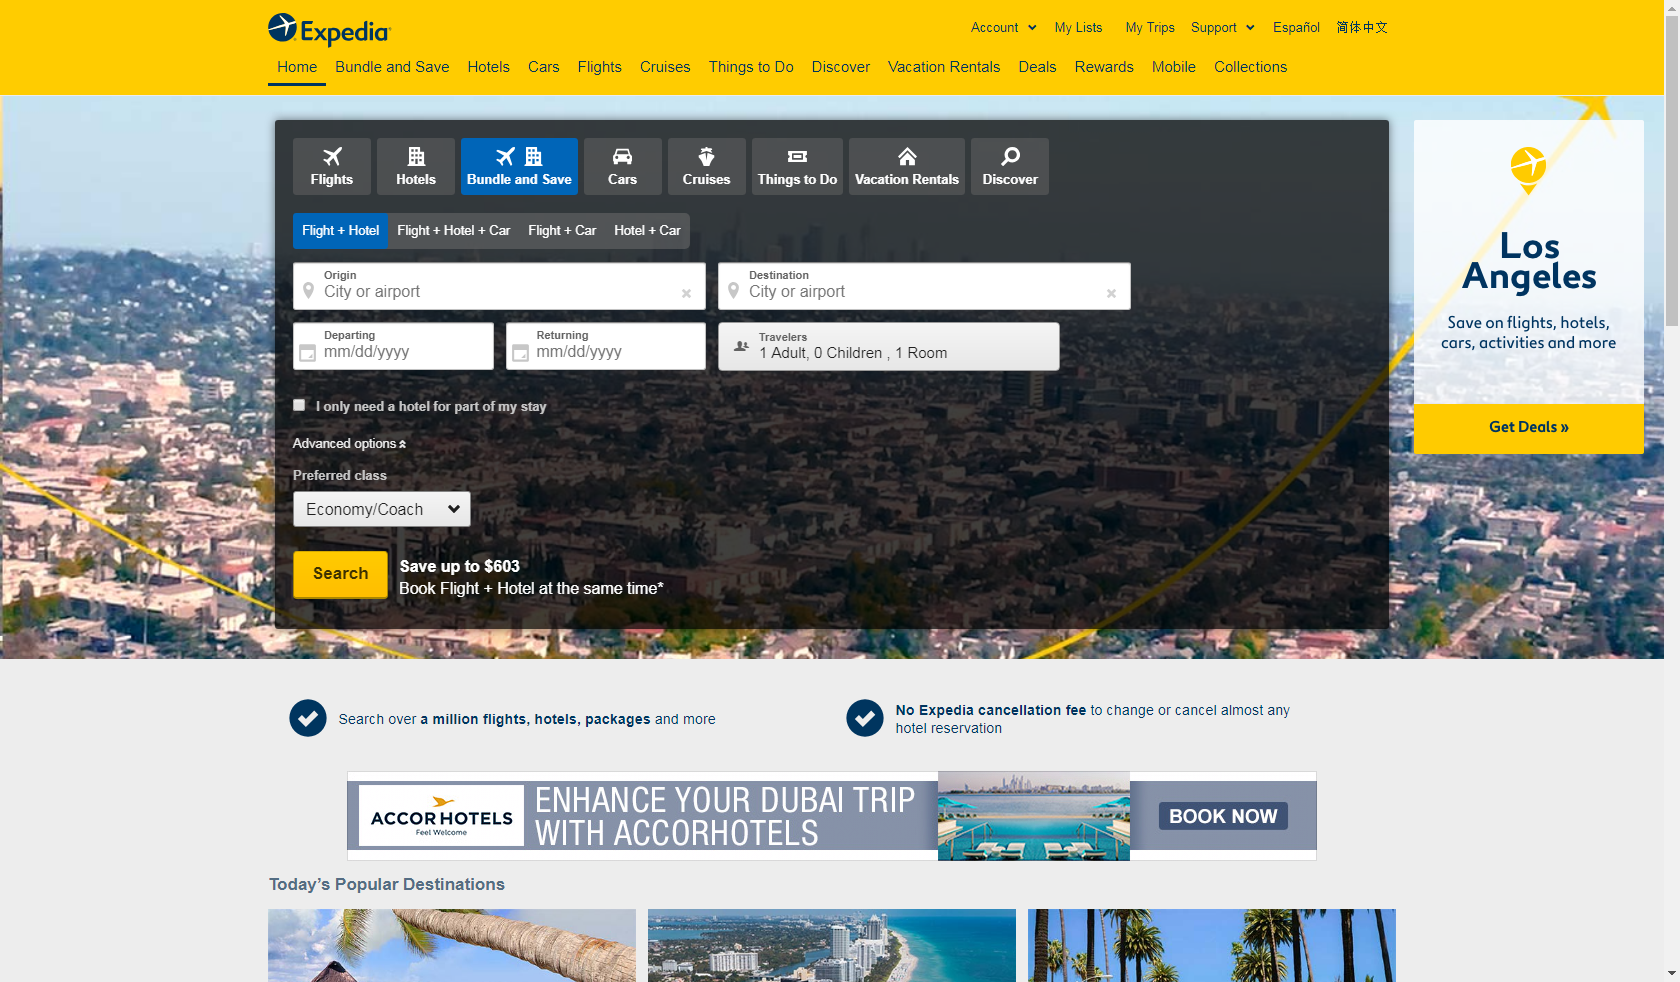 Expedia
Account
My Lists
My Trips
Support
Español
简体中文
Home
Bundle and Save
Hotels
Cars
Flights
Cruises
Things to Do
Discover
Vacation Rentals
Deals
Rewards
Mobile
Collections
Flights
Hotels
Bundle and Save
Cars
Cruises
Things to Do
Vacation Rentals
Discover
Flight + Hotel
Flight + Hotel + Car
Flight + Car
Hotel + Car
Origin
City or airport
Destination
City or airport
Departing
mm/dd/yyyy
Returning
mm/dd/yyyy
Travelers
1 Adult, 0 Children , 1 Room
I only need a hotel for part of my stay
Advanced options
Preferred class
Economy/Coach
Search
Save up to $603
Book Flight + Hotel at the same time*
Los
Angeles
Save on flights, hotels,
cars, activities and more
Get Deals »
Search over a million flights, hotels, packages and more
No Expedia cancellation fee to change or cancel almost any
hotel reservation
ACCORHOTELS
Feel Welcome
ENHANCE YOUR DUBAI TRIP
WITH ACCORHOTELS
BOOK NOW
Today’s Popular Destinations